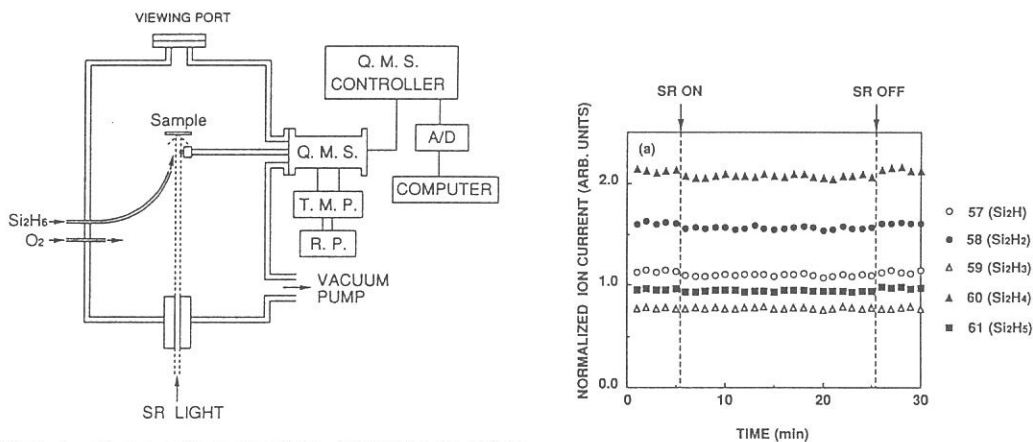 VIEWING PORT
Q. M. S.
CONTROLLER
Sample
Q. M. S.
A/D
COMPUTER
T. M. P.
R. P.
Si2H6
O2
VACUUM
PUMP
SR LIGHT
SR ON
SR OFF
(a)
NORMALIZED ION CURRENT (ARB. UNITS)
2.0
1.0
0.0
0
10
20
30
TIME (min)
57 (Si2H)
58 (Si2H2)
59 (Si2H3)
60 (Si2H4)
61 (Si2H5)